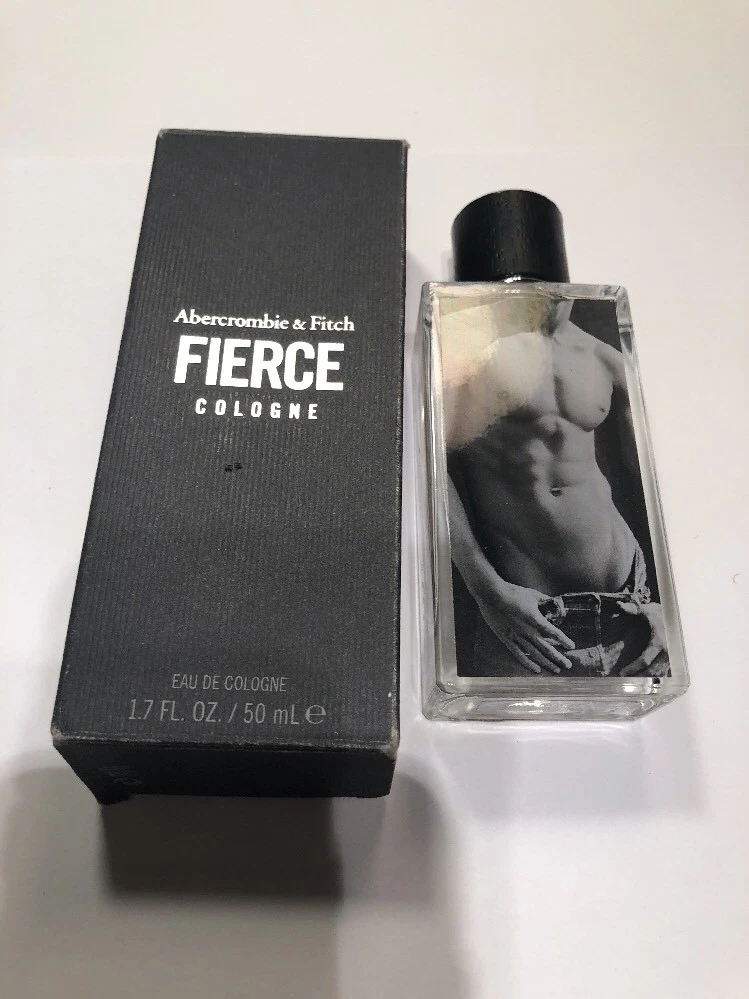 Abercrombie & Fitch
FIERCE
COLOGNE
EAU DE COLOGNE
1.7 FL. OZ. / 50 mL ℮